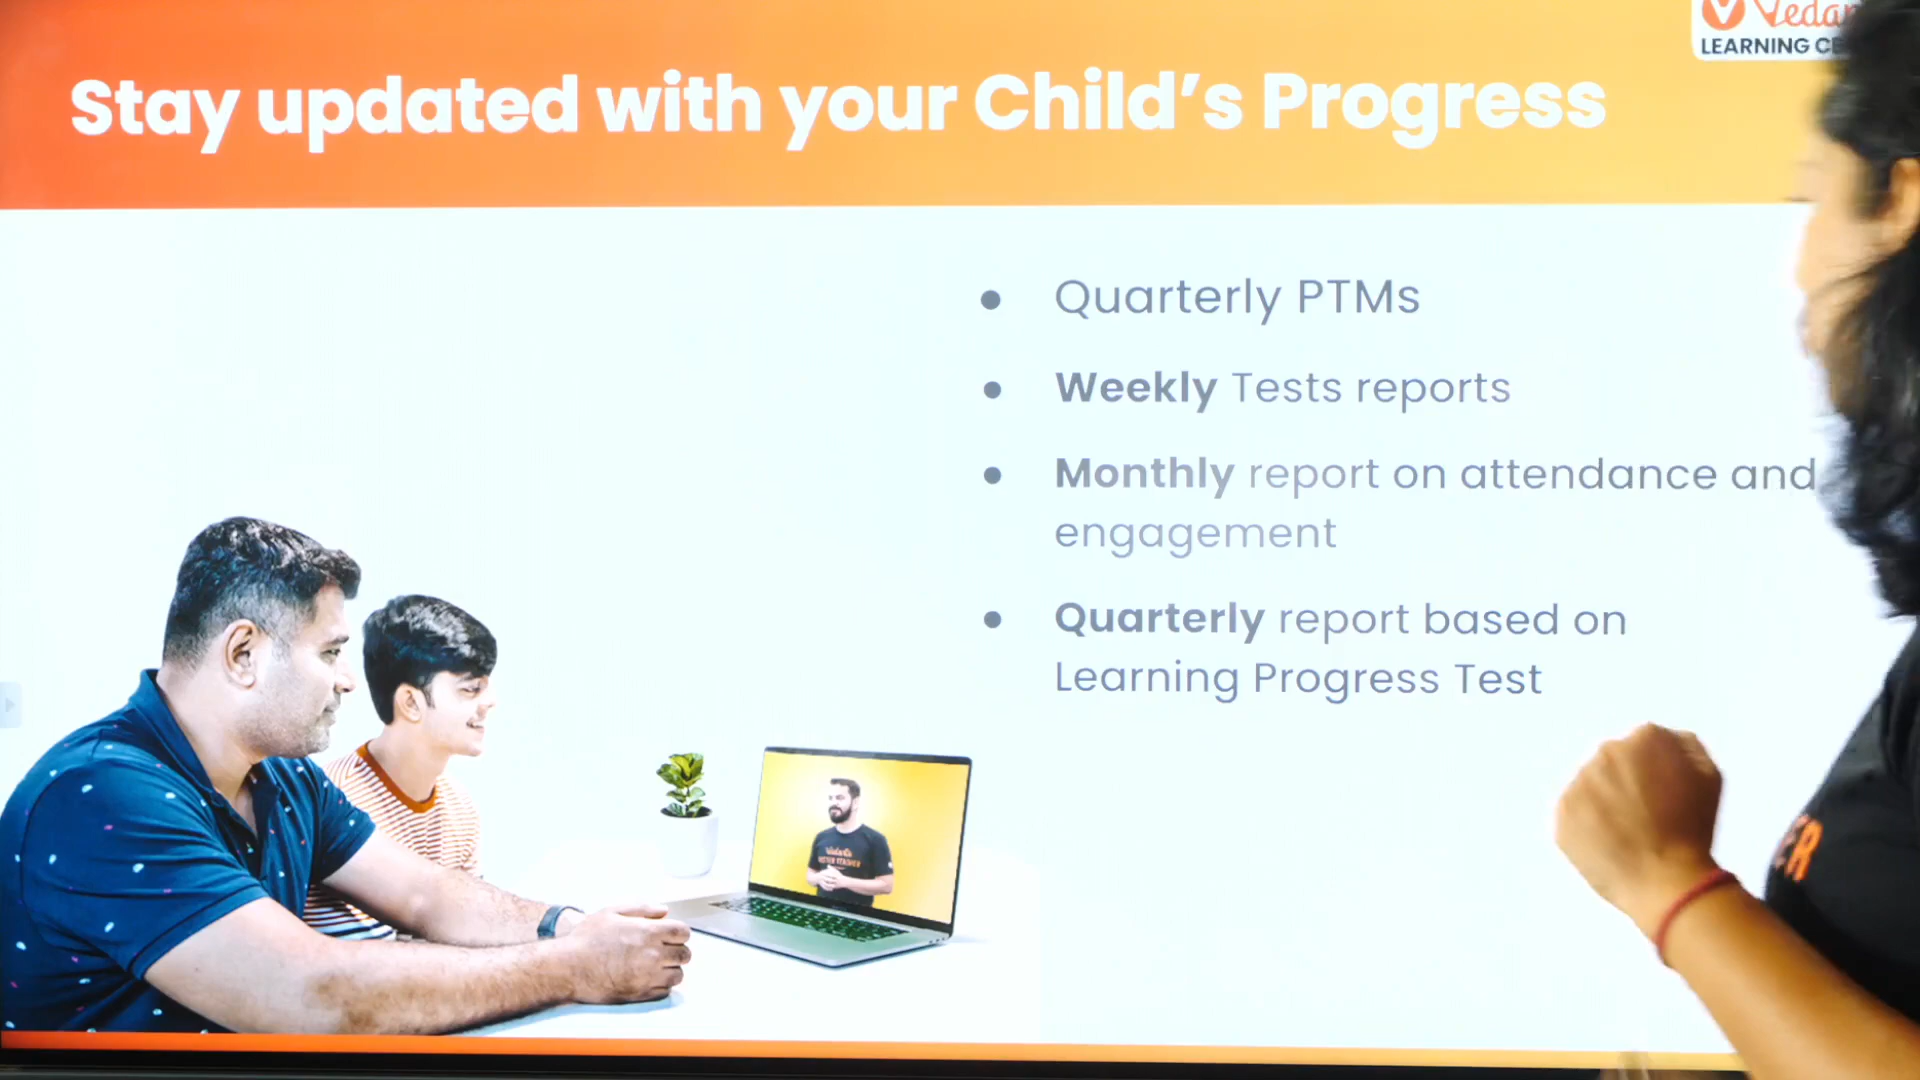 LEARNING
Stay updated with your Child's Progress
• Quarterly PTMs
• Weekly Tests reports
• Monthly report on attendance and
engagement
• Quarterly report based on
Learning Progress Test